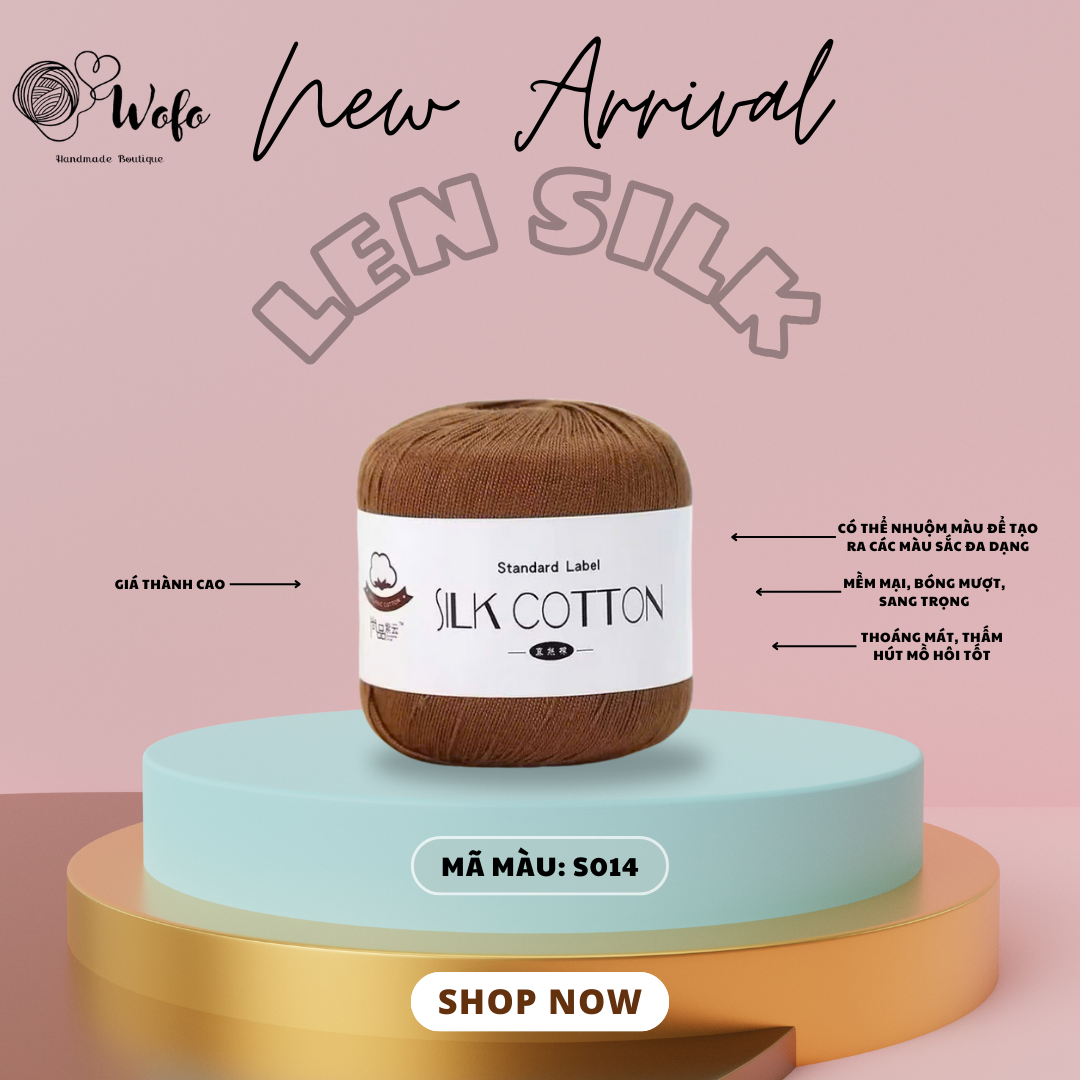 Wofo
Handmade Boutique
New Arrival
LEN SILK
CÓ THỂ NHUỘM MÀU ĐỂ TẠO
RA CÁC MÀU SẮC ĐA DẠNG
GIÁ THÀNH CAO
MỀM MẠI, BÓNG MƯỢT,
SANG TRỌNG
THOÁNG MÁT, THẤM
HÚT MỒ HÔI TỐT
Standard Label
SILK COTTON
MÃ MÀU: S014
SHOP NOW